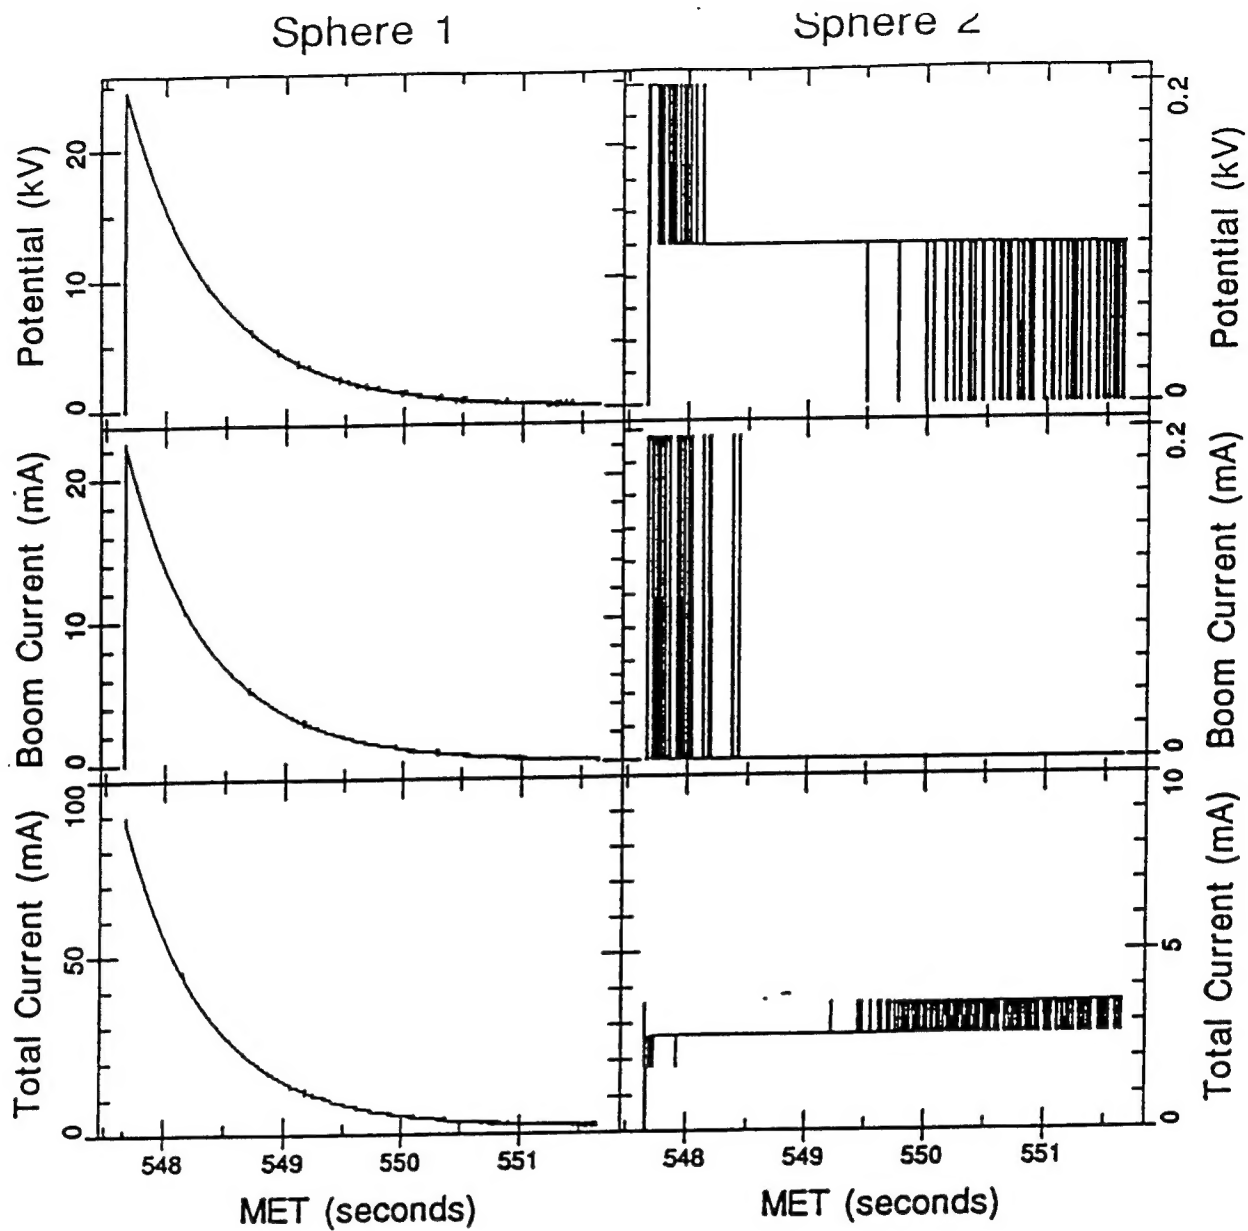 Sphere 1
Sphere 2
Potential (kV)
20
10
0
0.2
0
Potential (kV)
Boom Current (mA)
20
10
0
0.2
0
Boom Current (mA)
Total Current (mA)
100
50
0
10
5
0
Total Current (mA)
548 549 550 551
548 549 550 551
MET (seconds)
MET (seconds)